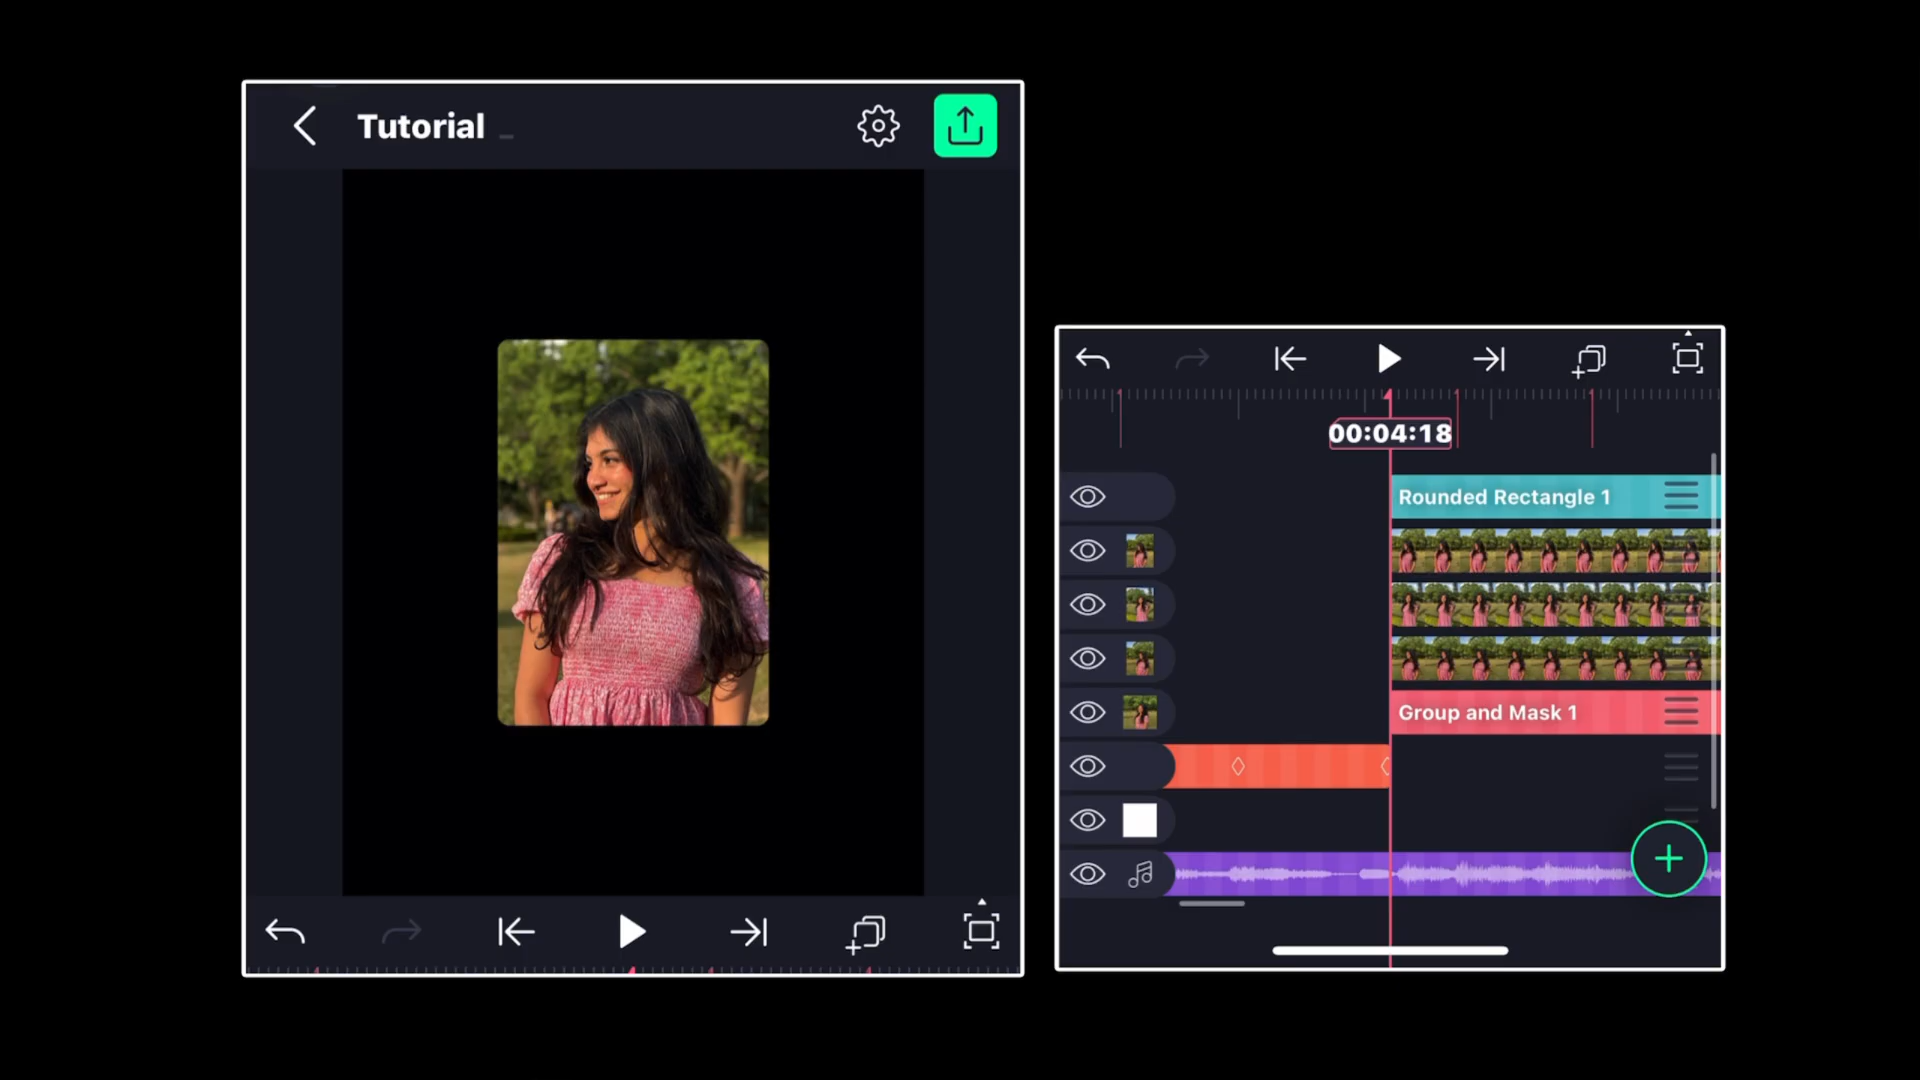 Tutorial
00:04:18
Rounded Rectangle 1
Group and Mask 1